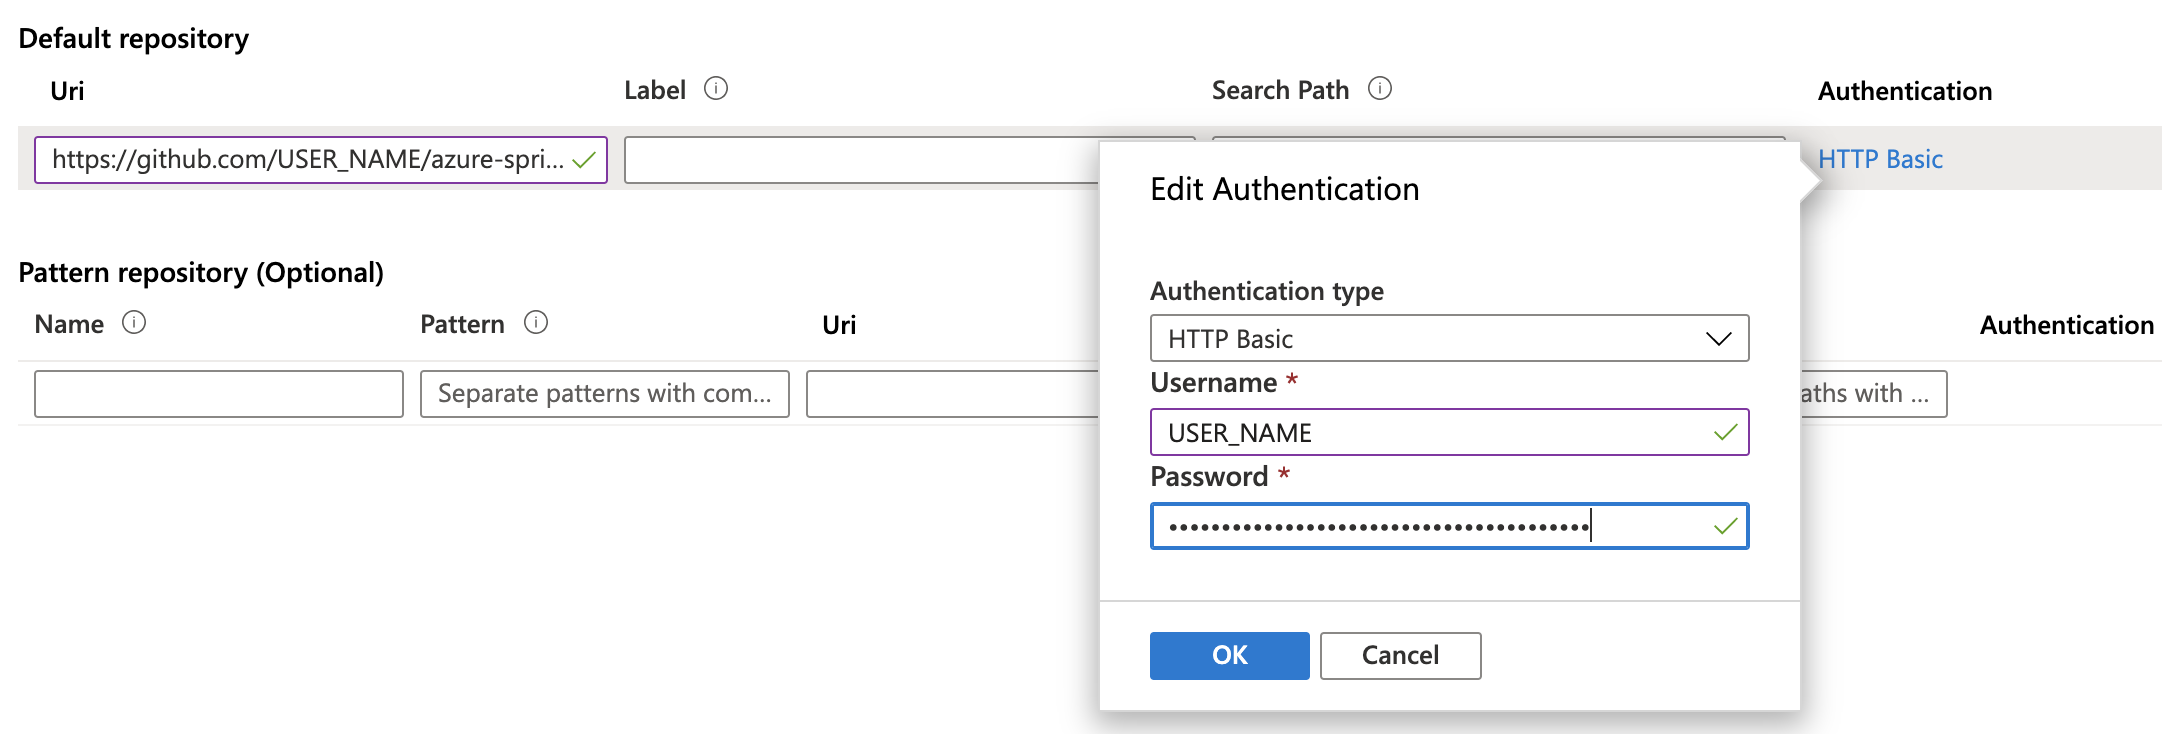 Default repository
Uri Label Search Path Authentication
https://github.com/USER_NAME/azure-spri... HTTP Basic
Edit Authentication
Pattern repository (Optional)
Authentication type
Name Pattern Uri Authentication
HTTP Basic
Username *
Separate patterns with com... aths with ...
USER_NAME
Password *
••••••••••••••••••••••••••••••••••••••••
OK Cancel